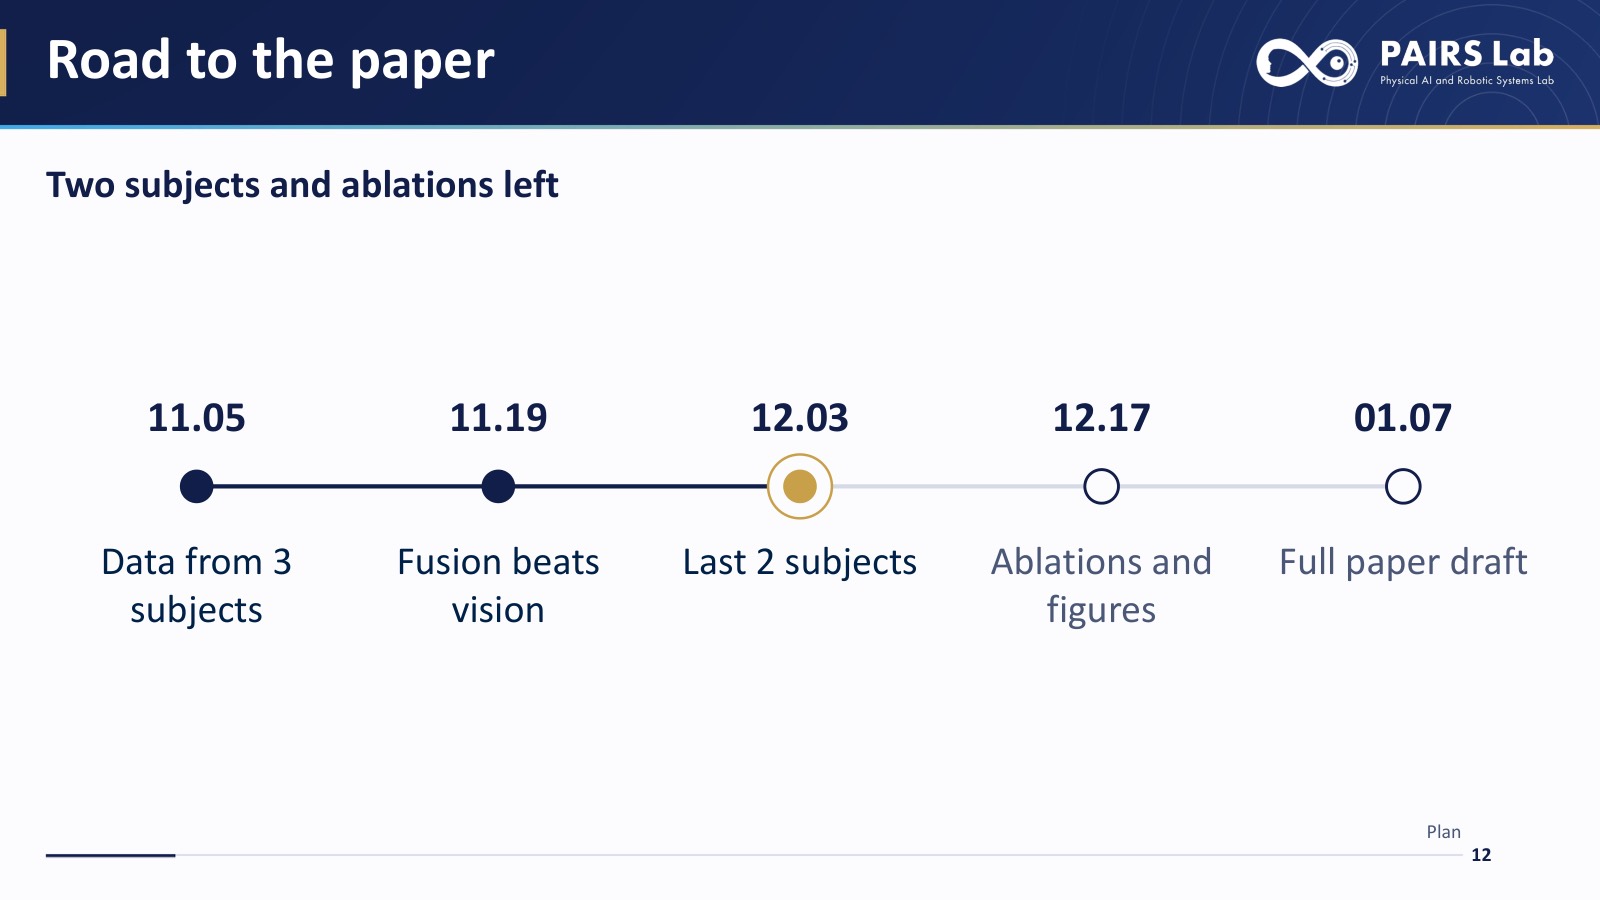 Road to the paper
PAIRS Lab
Physical AI and Robotic Systems Lab
Two subjects and ablations left
11.05
11.19
12.03
12.17
01.07
Data from 3
subjects
Fusion beats
vision
Last 2 subjects
Ablations and
figures
Full paper draft
Plan
12